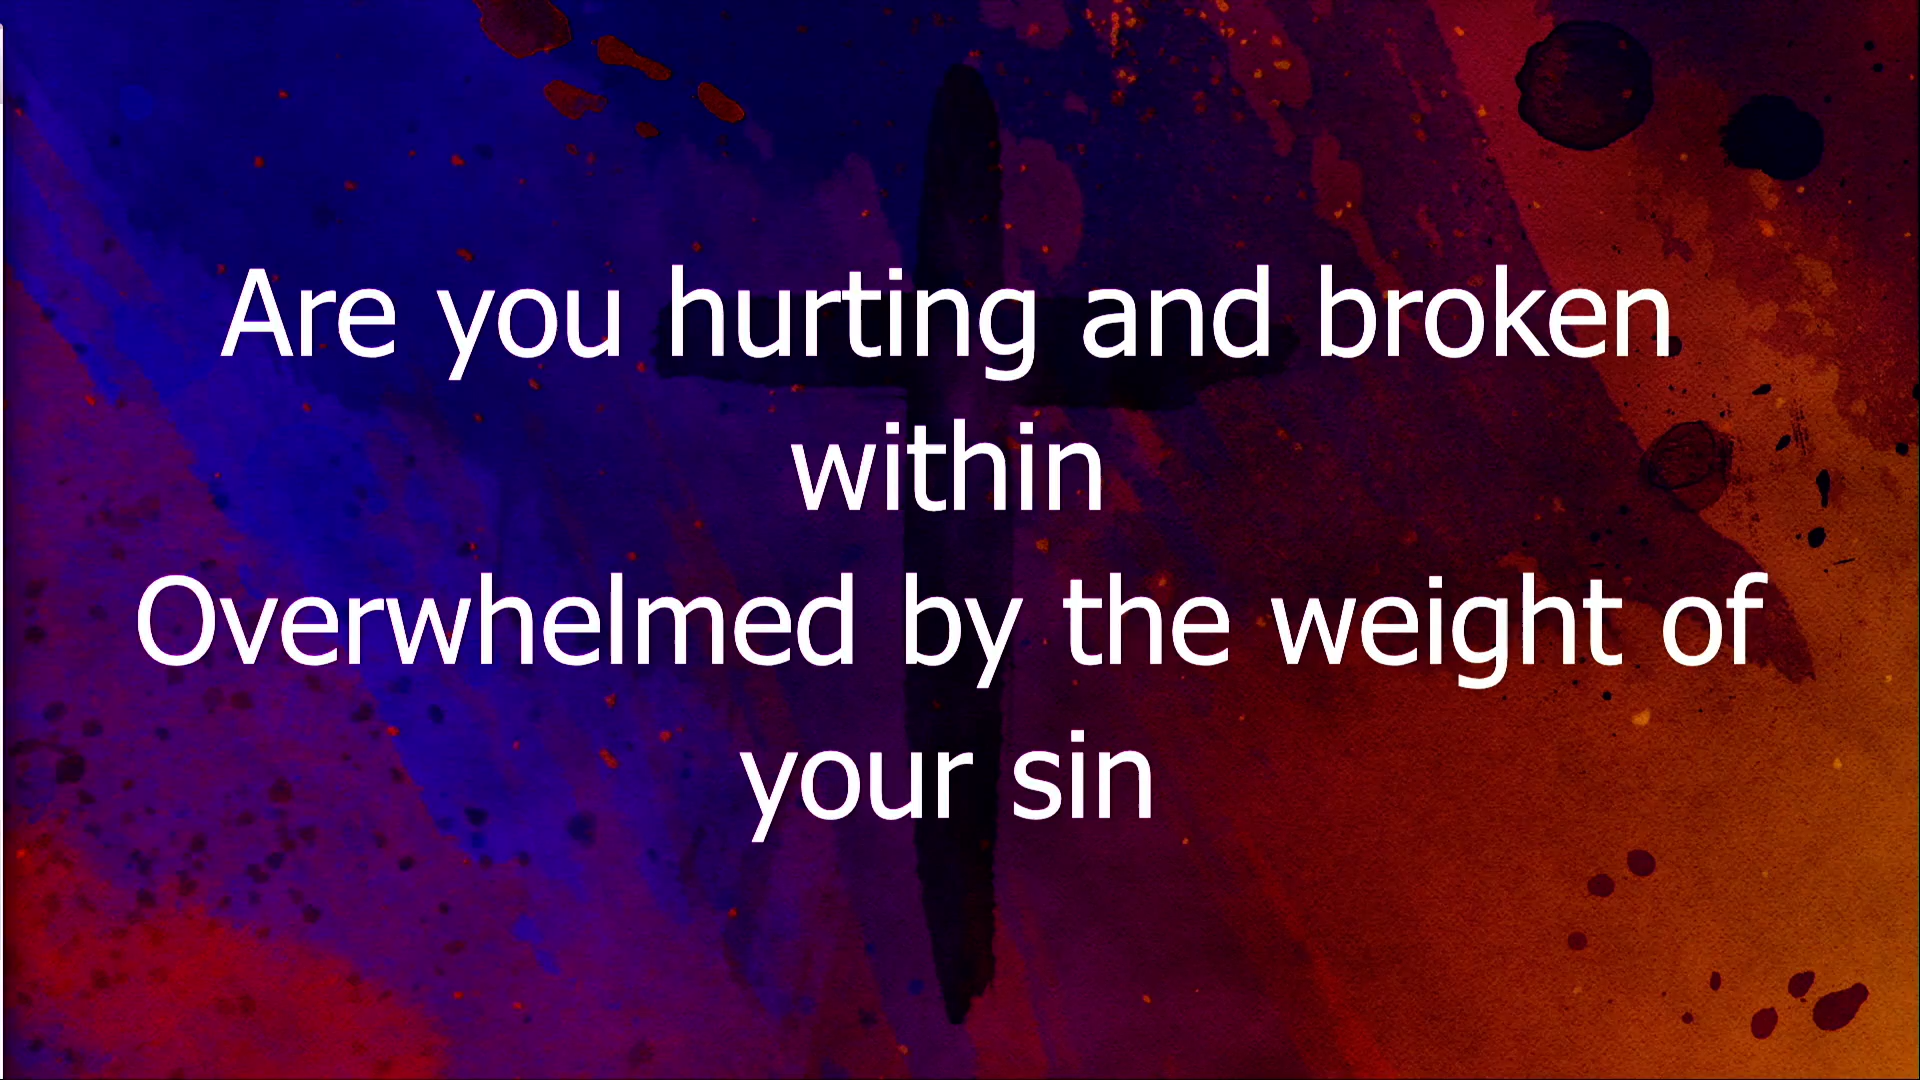 Are you hurting and broken
within
Overwhelmed by the weight of
your sin